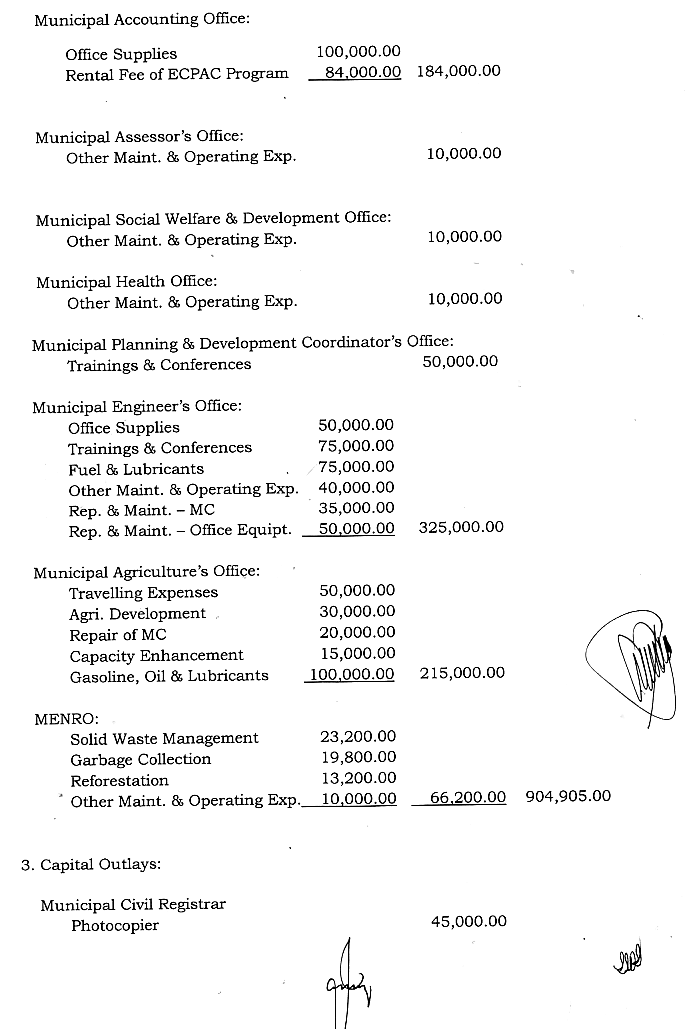 Municipal Accounting Office:
Office Supplies 100,000.00
Rental Fee of ECPAC Program 84,000.00 184,000.00
Municipal Assessor's Office:
Other Maint. & Operating Exp. 10,000.00
Municipal Social Welfare & Development Office:
Other Maint. & Operating Exp. 10,000.00
Municipal Health Office:
Other Maint. & Operating Exp. 10,000.00
Municipal Planning & Development Coordinator's Office:
Trainings & Conferences 50,000.00
Municipal Engineer's Office:
Office Supplies 50,000.00
Trainings & Conferences 75,000.00
Fuel & Lubricants 75,000.00
Other Maint. & Operating Exp. 40,000.00
Rep. & Maint. – MC 35,000.00
Rep. & Maint. – Office Equipt. 50,000.00 325,000.00
Municipal Agriculture's Office:
Travelling Expenses 50,000.00
Agri. Development 30,000.00
Repair of MC 20,000.00
Capacity Enhancement 15,000.00
Gasoline, Oil & Lubricants 100,000.00 215,000.00
MENRO:
Solid Waste Management 23,200.00
Garbage Collection 19,800.00
Reforestation 13,200.00
Other Maint. & Operating Exp. 10,000.00 66,200.00 904,905.00
3. Capital Outlays:
Municipal Civil Registrar
Photocopier 45,000.00